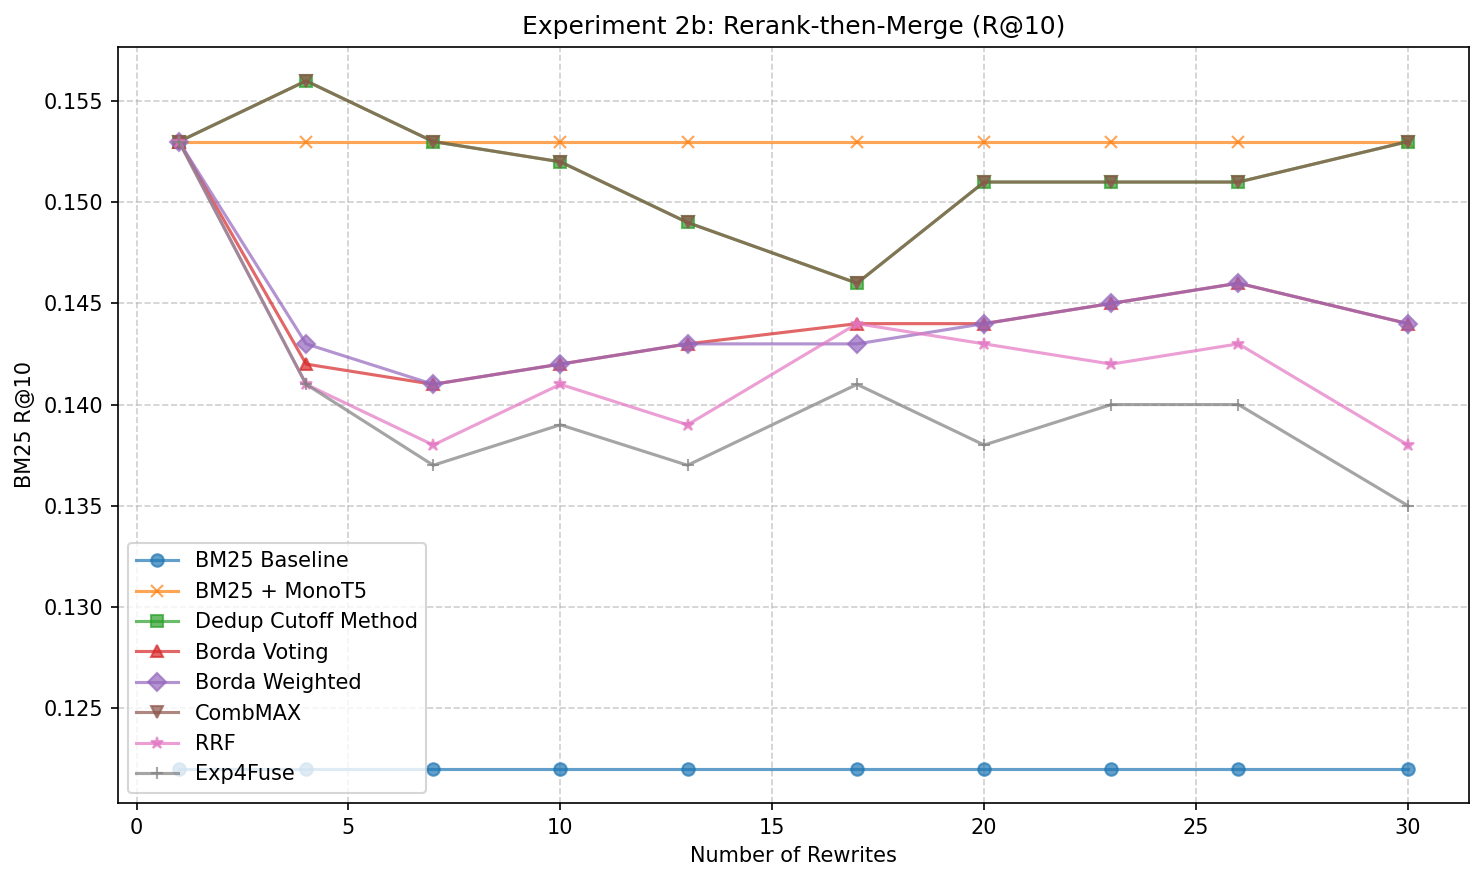 Experiment 2b: Rerank-then-Merge (R@10)
BM25 R@10
0.155
0.150
0.145
0.140
0.135
0.130
0.125
BM25 Baseline
BM25 + MonoT5
Dedup Cutoff Method
Borda Voting
Borda Weighted
CombMAX
RRF
Exp4Fuse
0 5 10 15 20 25 30
Number of Rewrites